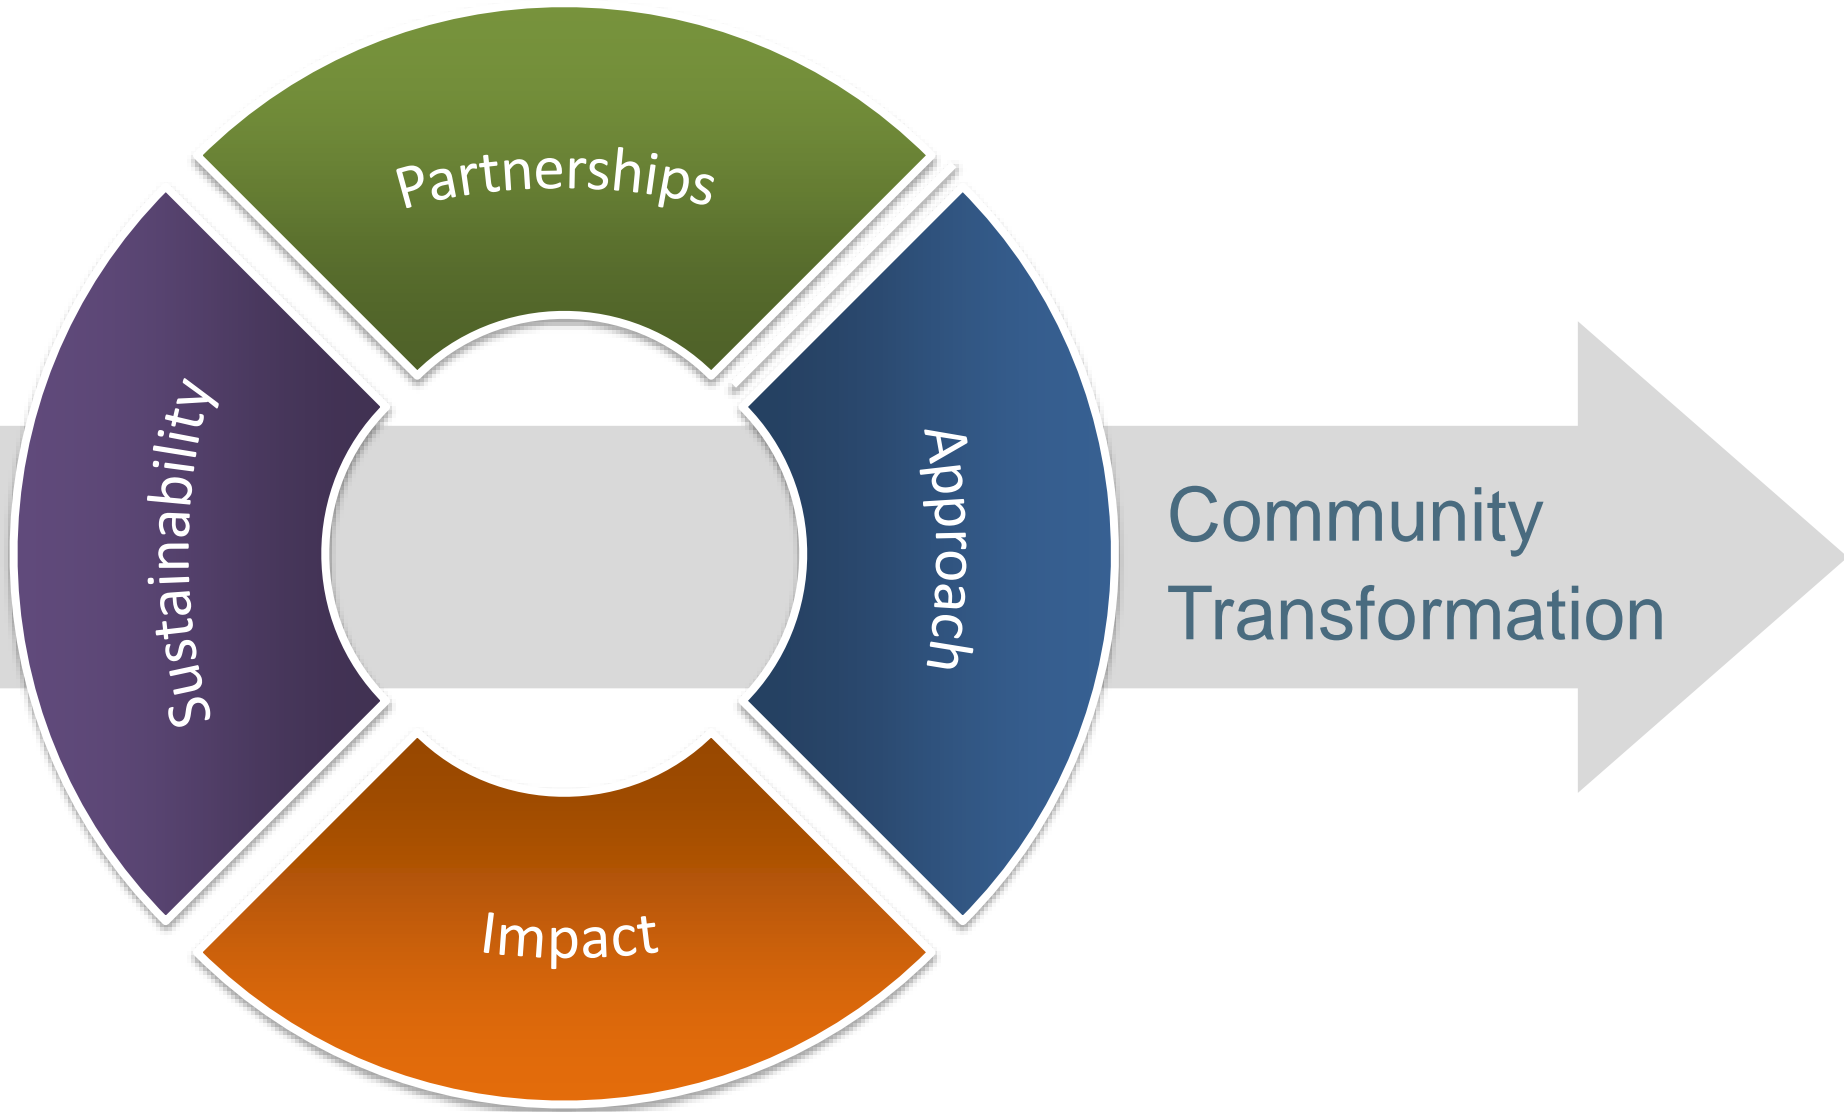 Partnerships
Approach
Impact
Sustainability
Community
Transformation